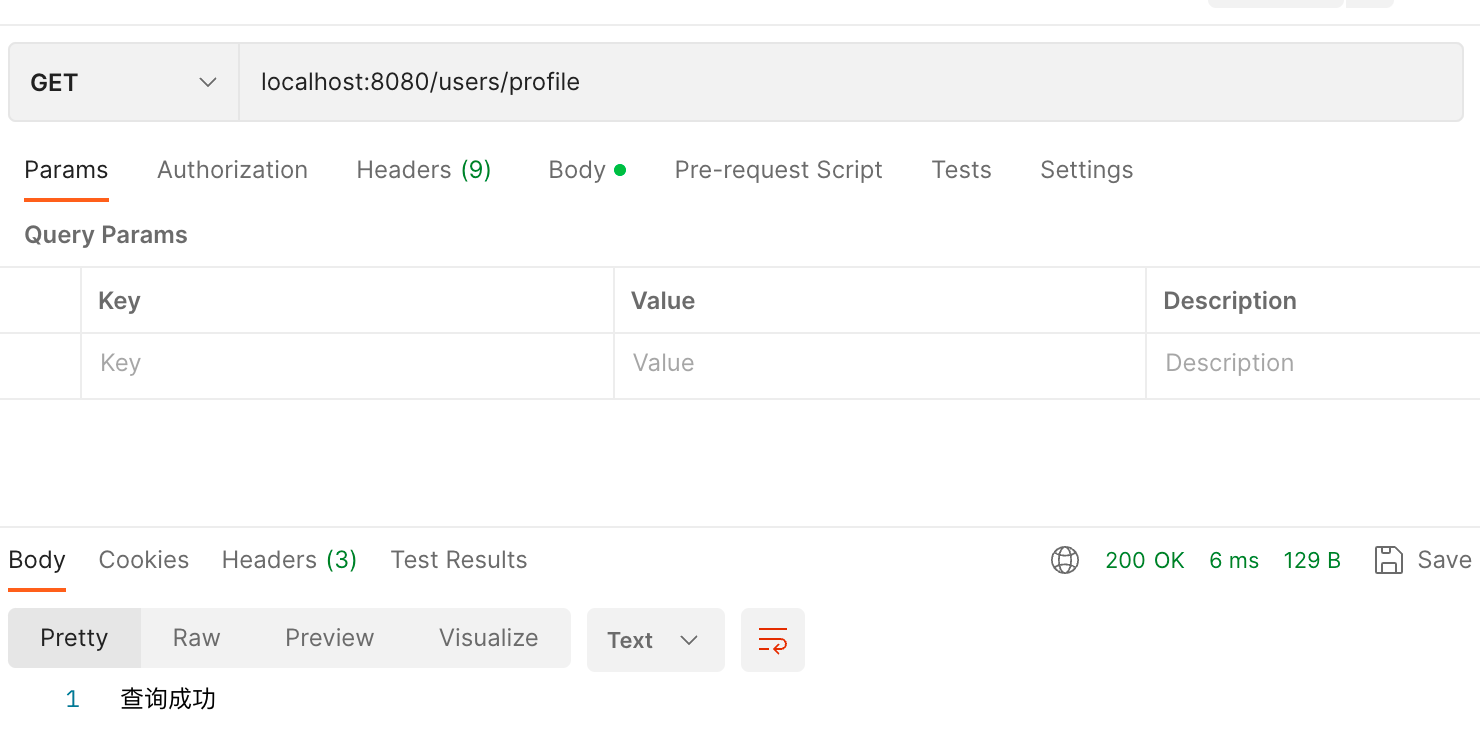 GET localhost:8080/users/profile
Params Authorization Headers (9) Body Pre-request Script Tests Settings
Query Params
Key Value Description
Key Value Description
Body Cookies Headers (3) Test Results 200 OK 6 ms 129 B Save
Pretty Raw Preview Visualize Text
1 查询成功